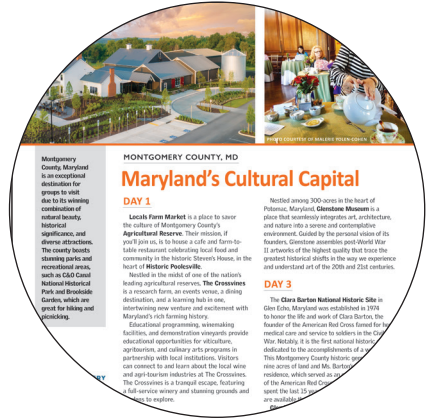 PHOTO COURTESY OF
Montgomery
County, Maryland
is an exceptional
destination for
groups to visit
due to its winning
combination of
natural beauty,
historical
significance, and
diverse attractions.
The county boasts
stunning parks and
recreational areas,
such as C&O Canal
National Historical
Park and Brookside
Garden, which are
great for hiking and
picnicking.
MONTGOMERY COUNTY, MD
Maryland's Cultural Capital
DAY 1
Locals Farm Market is a place to savor
the culture of Montgomery County's
Agricultural Reserve. Their mission, if
you'll join us, is to house a cafe and farm-to-
table restaurant celebrating local food and
community in the historic Steven's House, in the
heart of Historic Poolesville.
Nestled in the midst of one of the nation's
leading agricultural reserves, The Crossvines
is a research farm, an events venue, a dining
destination, and a learning hub in one,
intertwining new venture and excitement with
Maryland's rich farming history.
Educational programming, winemaking
facilities, and demonstration vineyards provide
educational opportunities for viticulture,
agritourism, and culinary arts programs in
partnership with local institutions. Visitors
can connect to and learn about the local wine
and agri-tourism industries at The Crossvines.
The Crossvines is a tranquil escape, featuring
a full-service winery and stunning grounds and
to explore.
Nestled among 300-acres in the heart of
Potomac, Maryland, Glenstone Museum is a
place that seamlessly integrates art, architecture,
and nature into a serene and contemplative
environment. Guided by the personal vision of its
founders, Glenstone assembles post-World War
II artworks of the highest quality that trace the
greatest historical shifts in the way we experience
and understand art of the 20th and 21st centuries.
DAY 3
The Clara Barton National Historic Site in
Glen Echo, Maryland was established in 1974
to honor the life and work of Clara Barton, the
founder of the American Red Cross famed for he
medical care and service to soldiers in the Civil
War. Notably, it is the first national historic
dedicated to the accomplishments of a w
This Montgomery County historic
nine acres of land and Ms. Barton
residence, which served as an
of the American Red Cros
spent the last 15 yea
are available